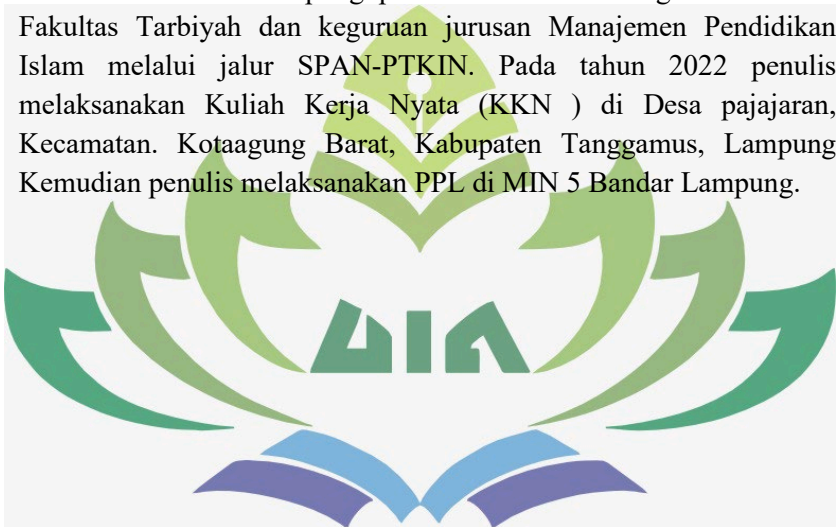 Fakultas Tarbiyah dan keguruan jurusan Manajemen Pendidikan
Islam melalui jalur SPAN-PTKIN. Pada tahun 2022 penulis
melaksanakan Kuliah Kerja Nyata (KKN ) di Desa pajajaran,
Kecamatan. Kotaagung Barat, Kabupaten Tanggamus, Lampung
Kemudian penulis melaksanakan PPL di MIN 5 Bandar Lampung.
UIN